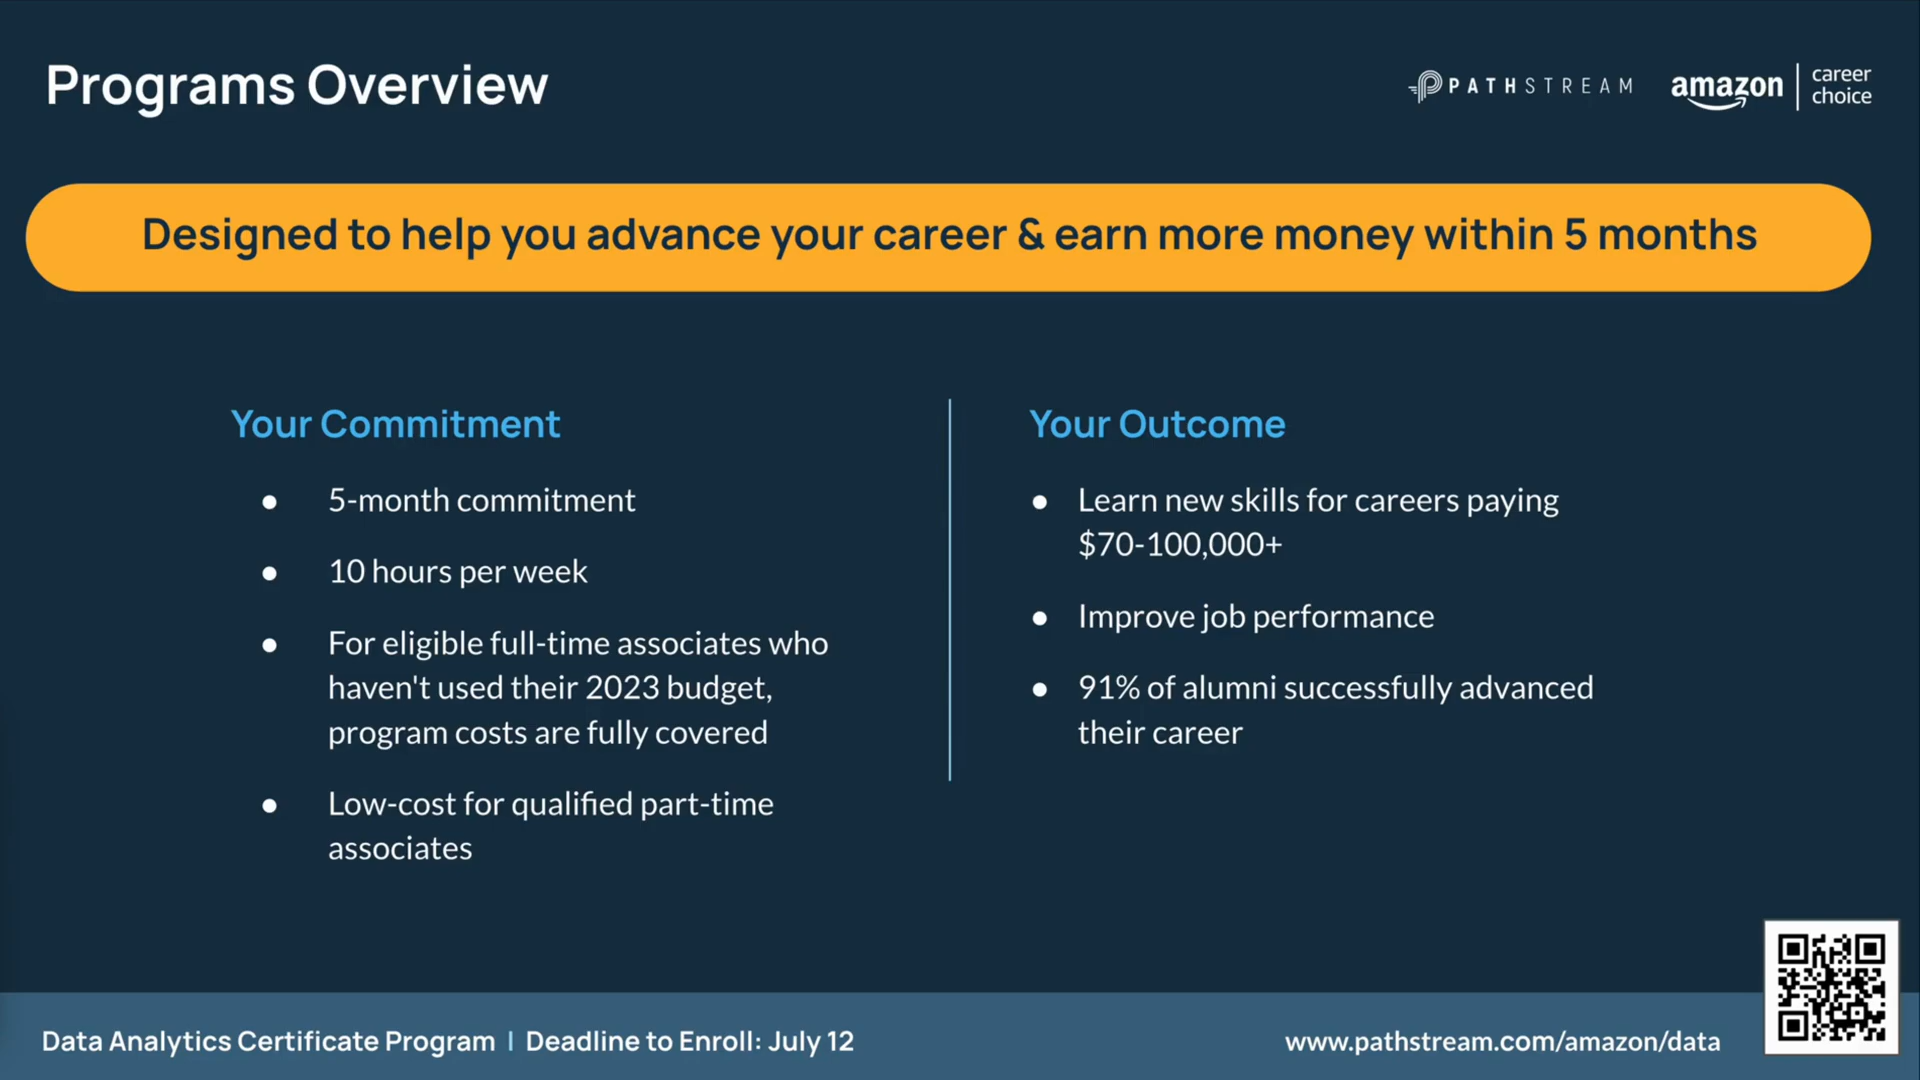 Programs Overview
PATHSTREAM
amazon
career
choice
Designed to help you advance your career & earn more money within 5 months
Your Commitment
● 5-month commitment
● 10 hours per week
● For eligible full-time associates who
haven't used their 2023 budget,
program costs are fully covered
● Low-cost for qualified part-time
associates
Your Outcome
● Learn new skills for careers paying
$70-100,000+
● Improve job performance
● 91% of alumni successfully advanced
their career
Data Analytics Certificate Program | Deadline to Enroll: July 12
www.pathstream.com/amazon/data